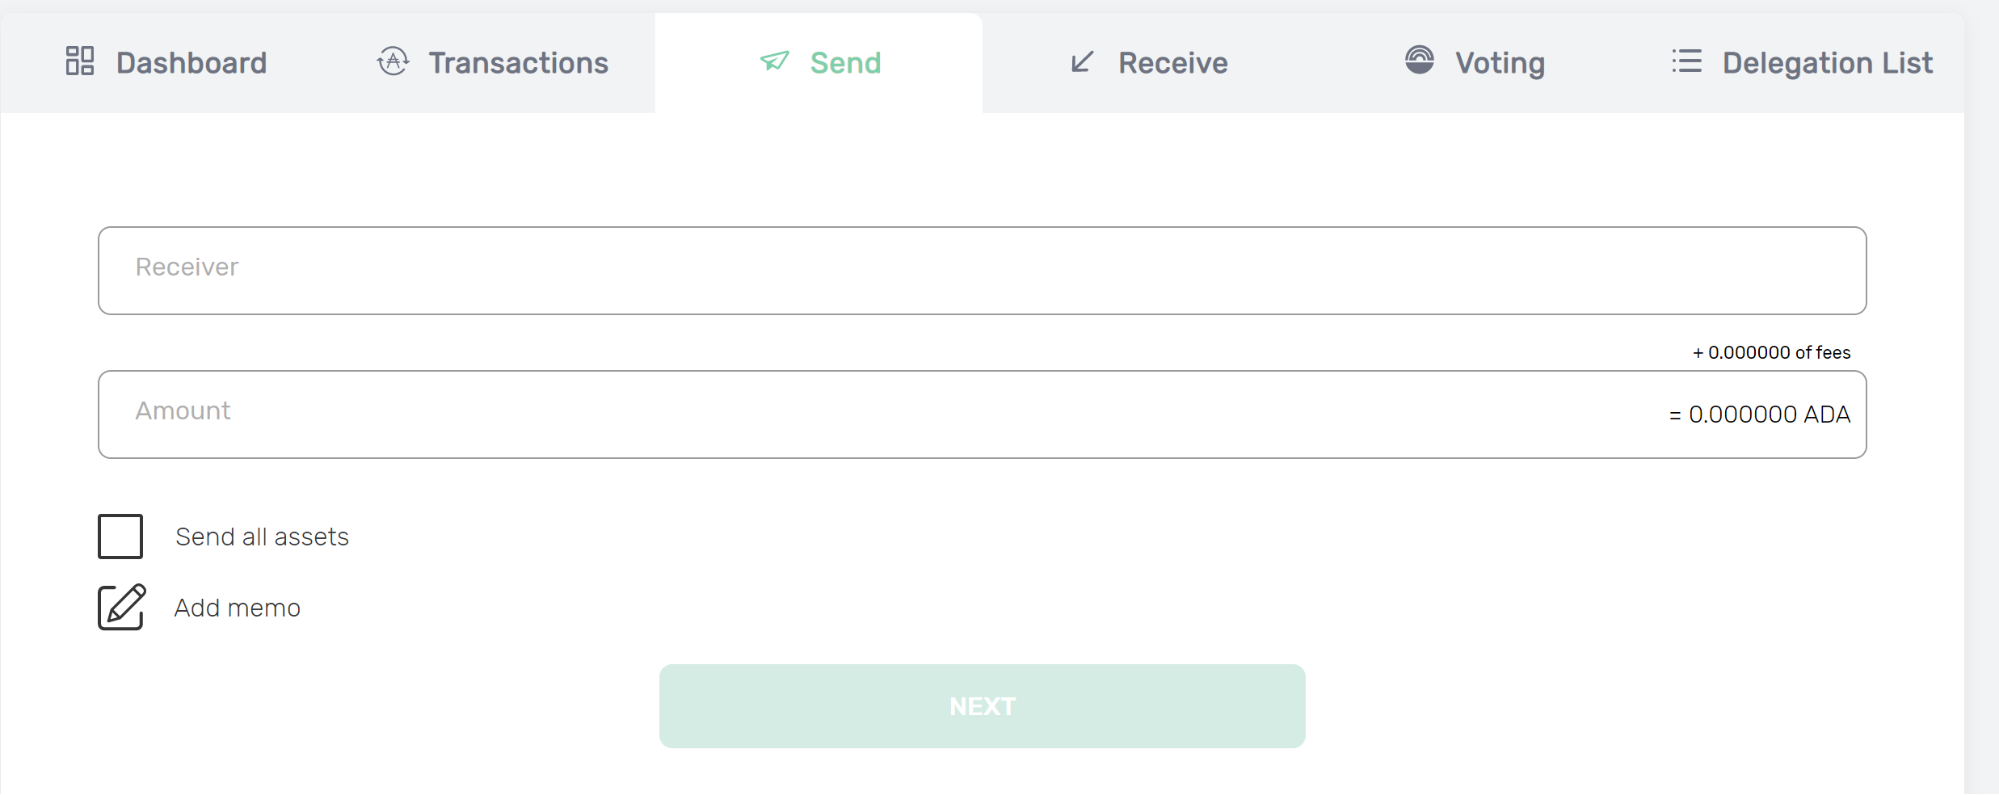 Dashboard Transactions Send Receive Voting Delegation List
Receiver
+ 0.000000 of fees
Amount = 0.000000 ADA
Send all assets
Add memo
NEXT